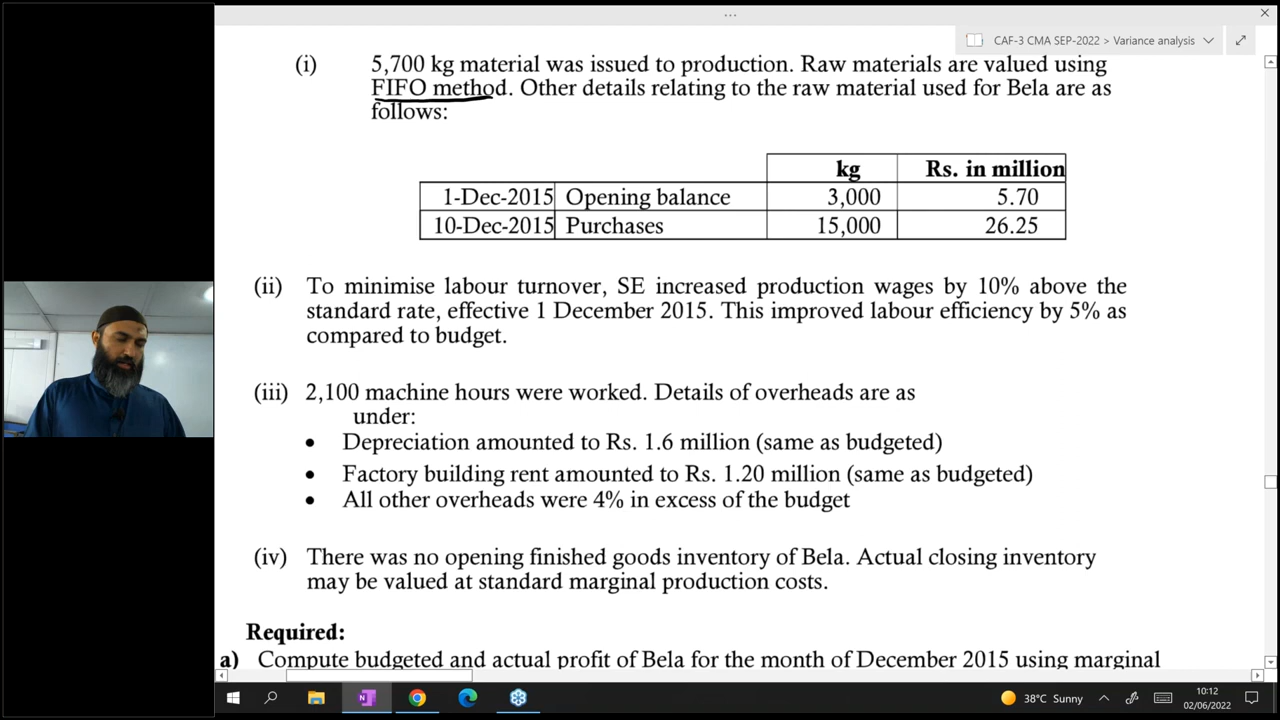 CAF-3 CMA SEP-2022 > Variance analysis
(i) 5,700 kg material was issued to production. Raw materials are valued using
FIFO method. Other details relating to the raw material used for Bela are as
follows:
kg Rs. in million
1-Dec-2015 Opening balance 3,000 5.70
10-Dec-2015 Purchases 15,000 26.25
(ii) To minimise labour turnover, SE increased production wages by 10% above the
standard rate, effective 1 December 2015. This improved labour efficiency by 5% as
compared to budget.
(iii) 2,100 machine hours were worked. Details of overheads are as
under:
• Depreciation amounted to Rs. 1.6 million (same as budgeted)
• Factory building rent amounted to Rs. 1.20 million (same as budgeted)
• All other overheads were 4% in excess of the budget
(iv) There was no opening finished goods inventory of Bela. Actual closing inventory
may be valued at standard marginal production costs.
Required:
a) Compute budgeted and actual profit of Bela for the month of December 2015 using marginal
38°C Sunny
10:12
02/06/2022